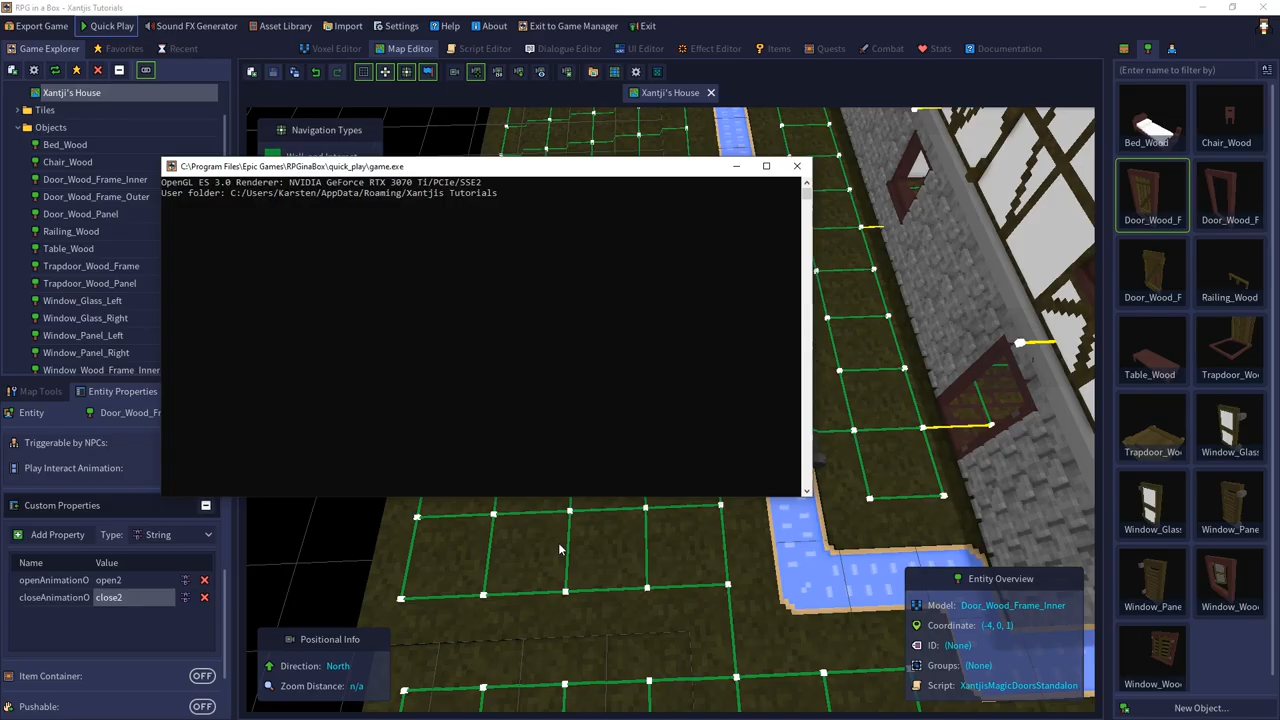 RPG in a Box - Xantjis Tutorials
Export Game
Quick Play
Sound FX Generator
Asset Library
Import
Settings
Help
About
Exit to Game Manager
Exit
Game Explorer
Favorites
Recent
Voxel Editor
Map Editor
Script Editor
Dialogue Editor
UI Editor
Effect Editor
Items
Quests
Combat
Stats
Documentation
(Enter name to filter by)
Xantji's House
Tiles
Objects
Bed_Wood
Chair_Wood
Door_Wood_Frame_Inner
Door_Wood_Frame_Outer
Door_Wood_Panel
Railing_Wood
Table_Wood
Trapdoor_Wood_Frame
Trapdoor_Wood_Panel
Window_Glass_Left
Window_Glass_Right
Window_Panel_Left
Window_Panel_Right
Window_Wood_Frame_Inner
Xantji's House
Navigation Types
C:\Program Files\Epic Games\RPGinaBox\quick_play\game.exe
OpenGL ES 3.0 Renderer: NVIDIA GeForce RTX 3070 Ti/PCIe/SSE2
User folder: C:/Users/Karsten/AppData/Roaming/Xantjis Tutorials
Map Tools
Entity Properties
Entity
Door_Wood_Fr
Triggerable by NPCs:
Play Interact Animation:
Custom Properties
Add Property
Type:
String
Name
Value
openAnimationO
open2
closeAnimationO
close2
Item Container:
OFF
Pushable:
OFF
Positional Info
Direction: North
Zoom Distance: n/a
Entity Overview
Model: Door_Wood_Frame_Inner
Coordinate: (-4, 0, 1)
ID: (None)
Groups: (None)
Script: XantjisMagicDoorsStandalon
Bed_Wood
Chair_Wood
Door_Wood_F
Door_Wood_F
Door_Wood_F
Railing_Wood
Table_Wood
Trapdoor_Wo
Trapdoor_Wo
Window_Glass
Window_Glass
Window_Pane
Window_Pane
Window_Woo
Window_Woo
New Object...